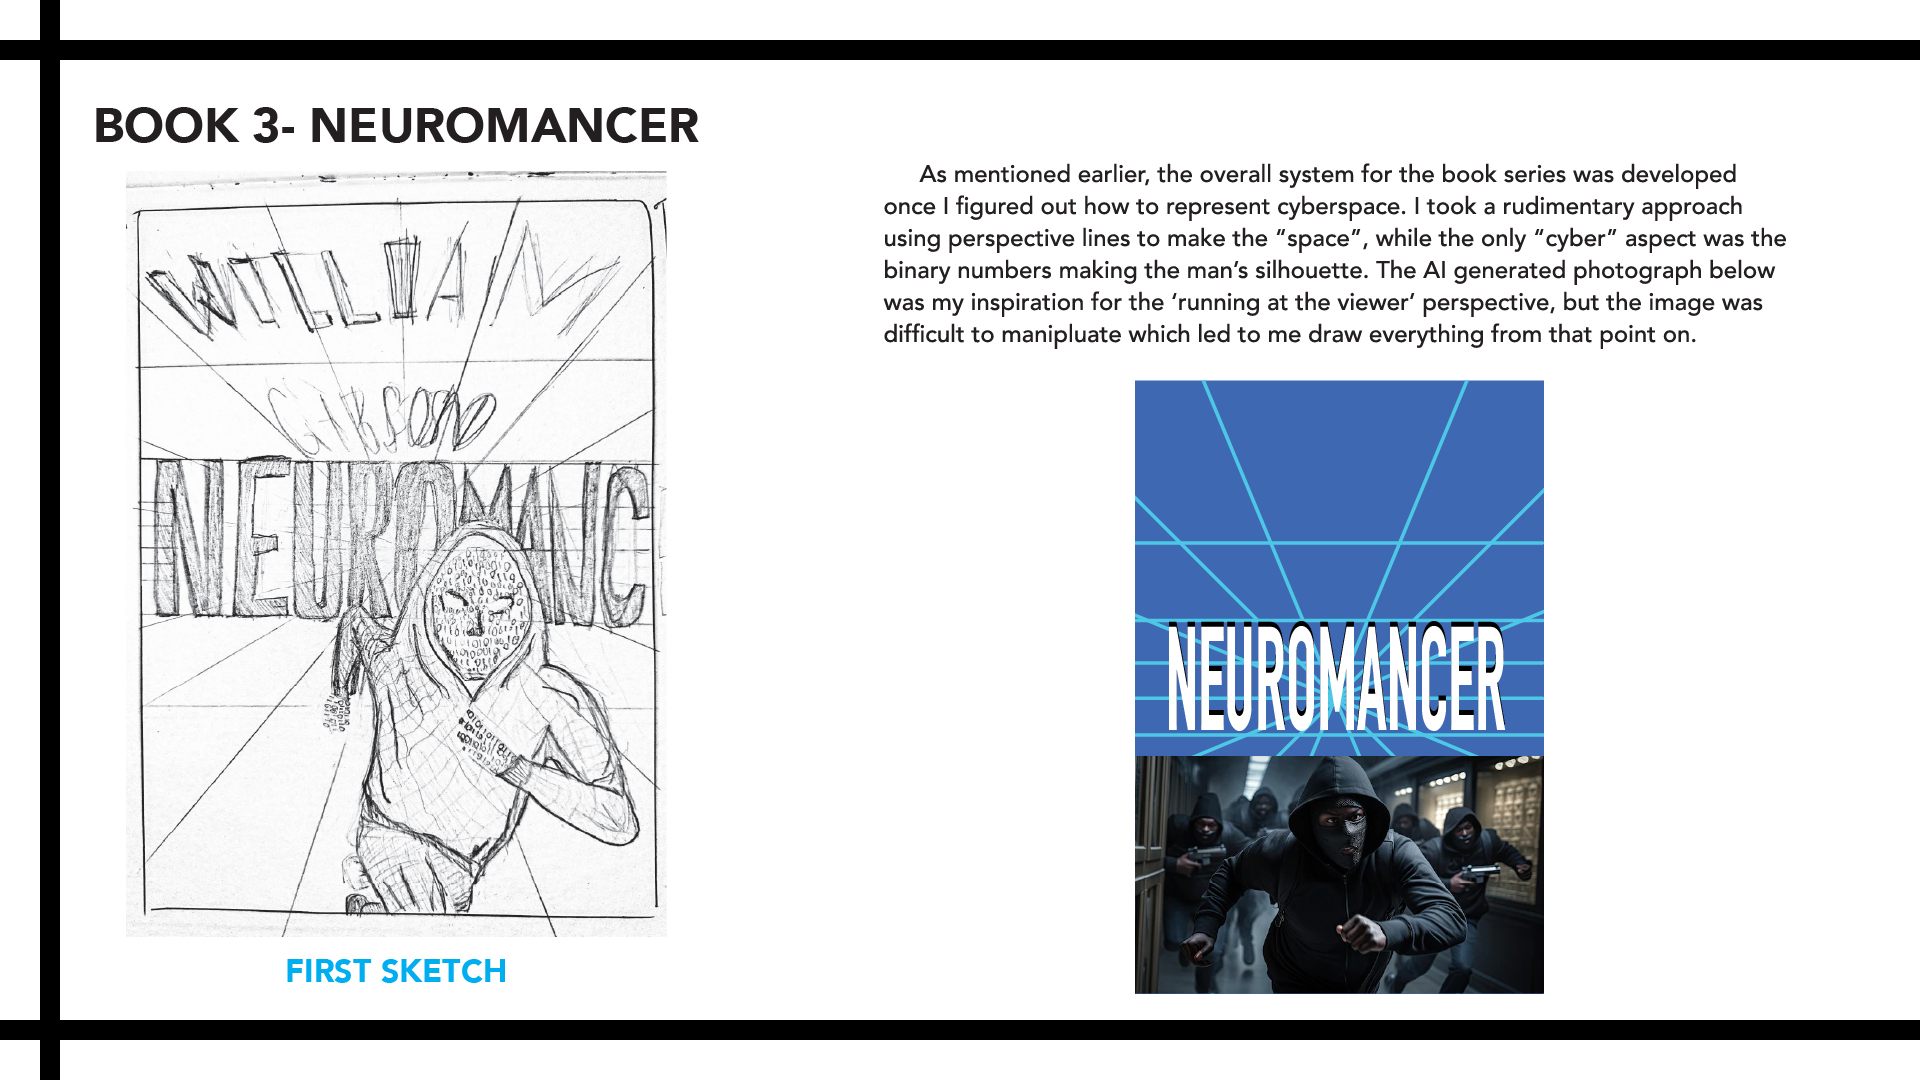 BOOK 3- NEUROMANCER
WILLIAM
GIBSON
NEUROMANC
FIRST SKETCH
As mentioned earlier, the overall system for the book series was developed
once I figured out how to represent cyberspace. I took a rudimentary approach
using perspective lines to make the “space”, while the only “cyber” aspect was the
binary numbers making the man’s silhouette. The AI generated photograph below
was my inspiration for the ‘running at the viewer’ perspective, but the image was
difficult to manipluate which led to me draw everything from that point on.
NEUROMANCER